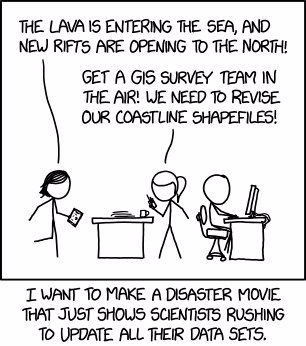 THE LAVA IS ENTERING THE SEA, AND
NEW RIFTS ARE OPENING TO THE NORTH!
GET A GIS SURVEY TEAM IN
THE AIR! WE NEED TO REVISE
OUR COASTLINE SHAPEFILES!
I WANT TO MAKE A DISASTER MOVIE
THAT JUST SHOWS SCIENTISTS RUSHING
TO UPDATE ALL THEIR DATA SETS.